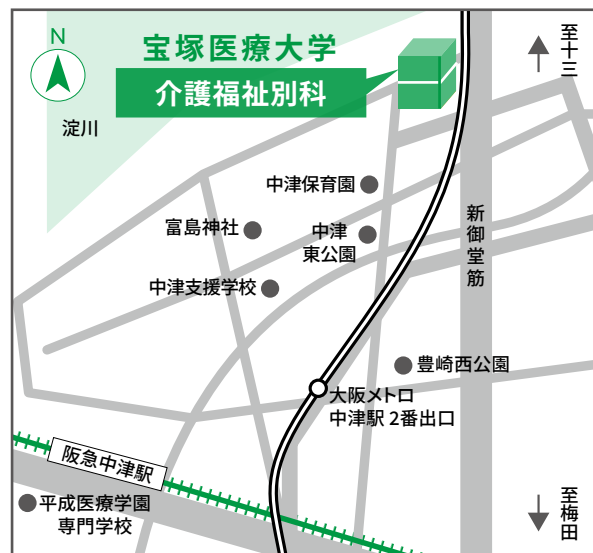 N
宝塚医療大学
介護福祉別科
至十三
淀川
中津保育園
富島神社
中津
東公園
新御堂筋
中津支援学校
豊崎西公園
大阪メトロ
中津駅 2番出口
阪急中津駅
平成医療学園
専門学校
至梅田